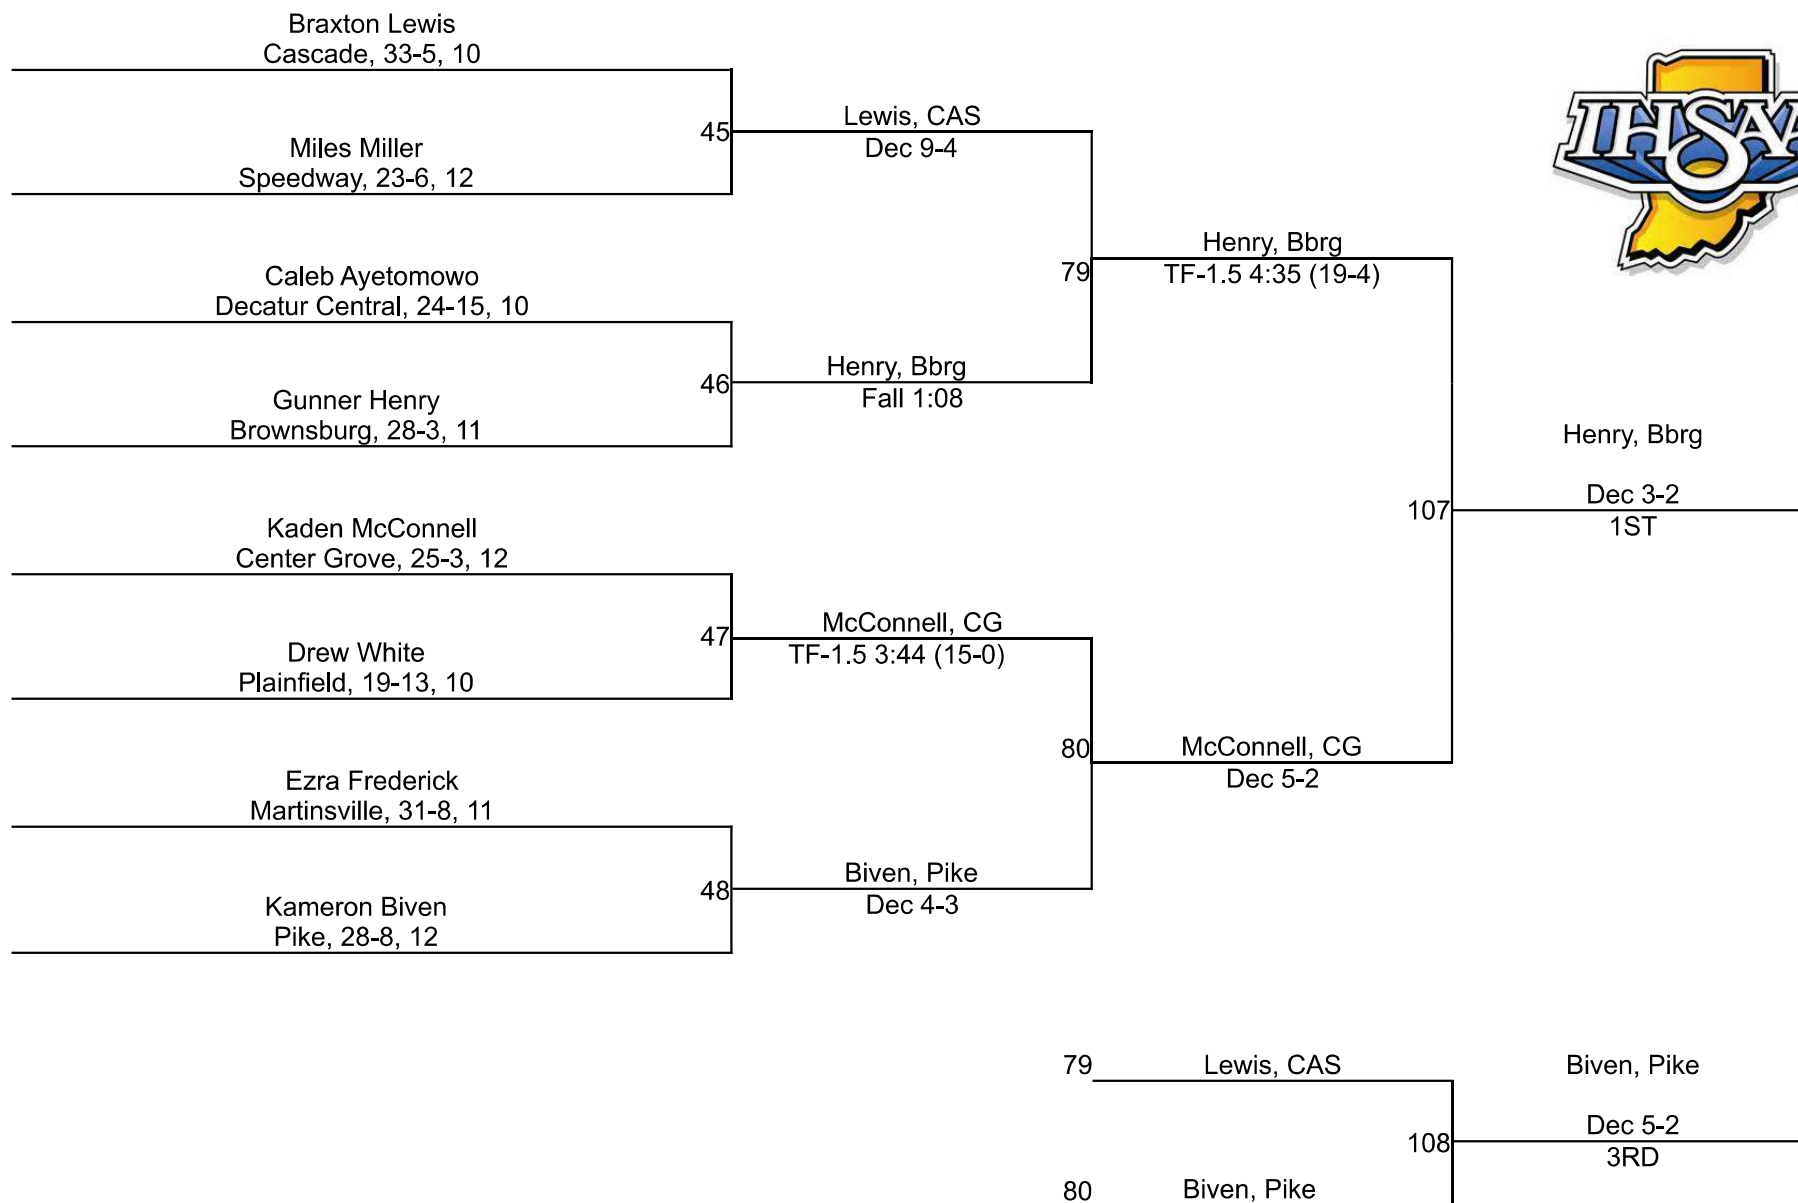 Braxton Lewis
Cascade, 33-5, 10
Miles Miller
Speedway, 23-6, 12
Caleb Ayetomowo
Decatur Central, 24-15, 10
Gunner Henry
Brownsburg, 28-3, 11
Kaden McConnell
Center Grove, 25-3, 12
Drew White
Plainfield, 19-13, 10
Ezra Frederick
Martinsville, 31-8, 11
Kameron Biven
Pike, 28-8, 12
45
Lewis, CAS
Dec 9-4
46
Henry, Bbrg
Fall 1:08
47
McConnell, CG
TF-1.5 3:44 (15-0)
48
Biven, Pike
Dec 4-3
79
Henry, Bbrg
TF-1.5 4:35 (19-4)
80
McConnell, CG
Dec 5-2
107
Henry, Bbrg
Dec 3-2
1ST
IHSAA
79
Lewis, CAS
80
Biven, Pike
108
Biven, Pike
Dec 5-2
3RD